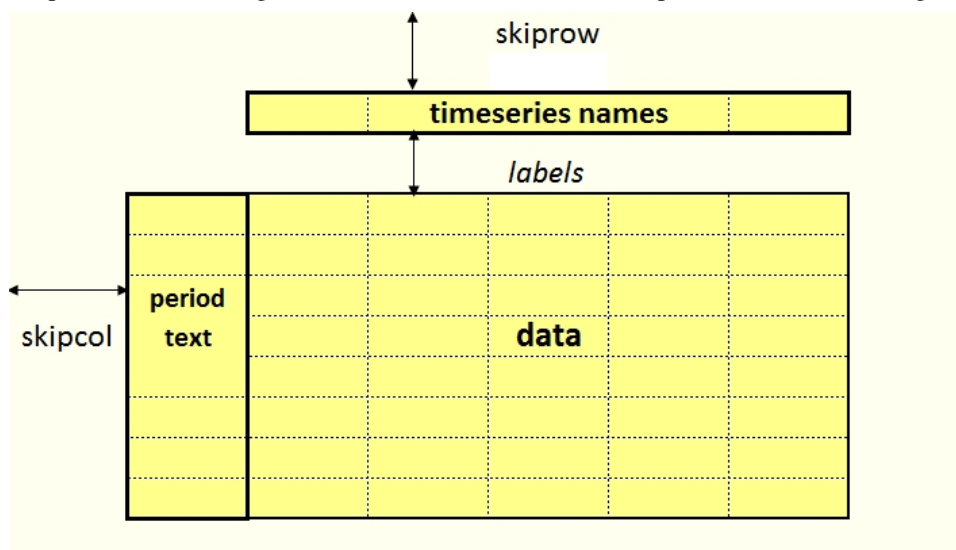 skiprow
timeseries names
labels
period
text
skipcol
data